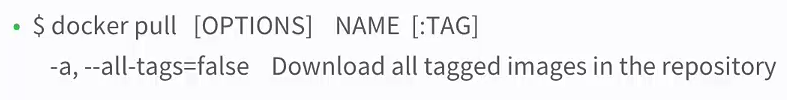 • $ docker pull [OPTIONS] NAME [:TAG]
-a, --all-tags=false Download all tagged images in the repository